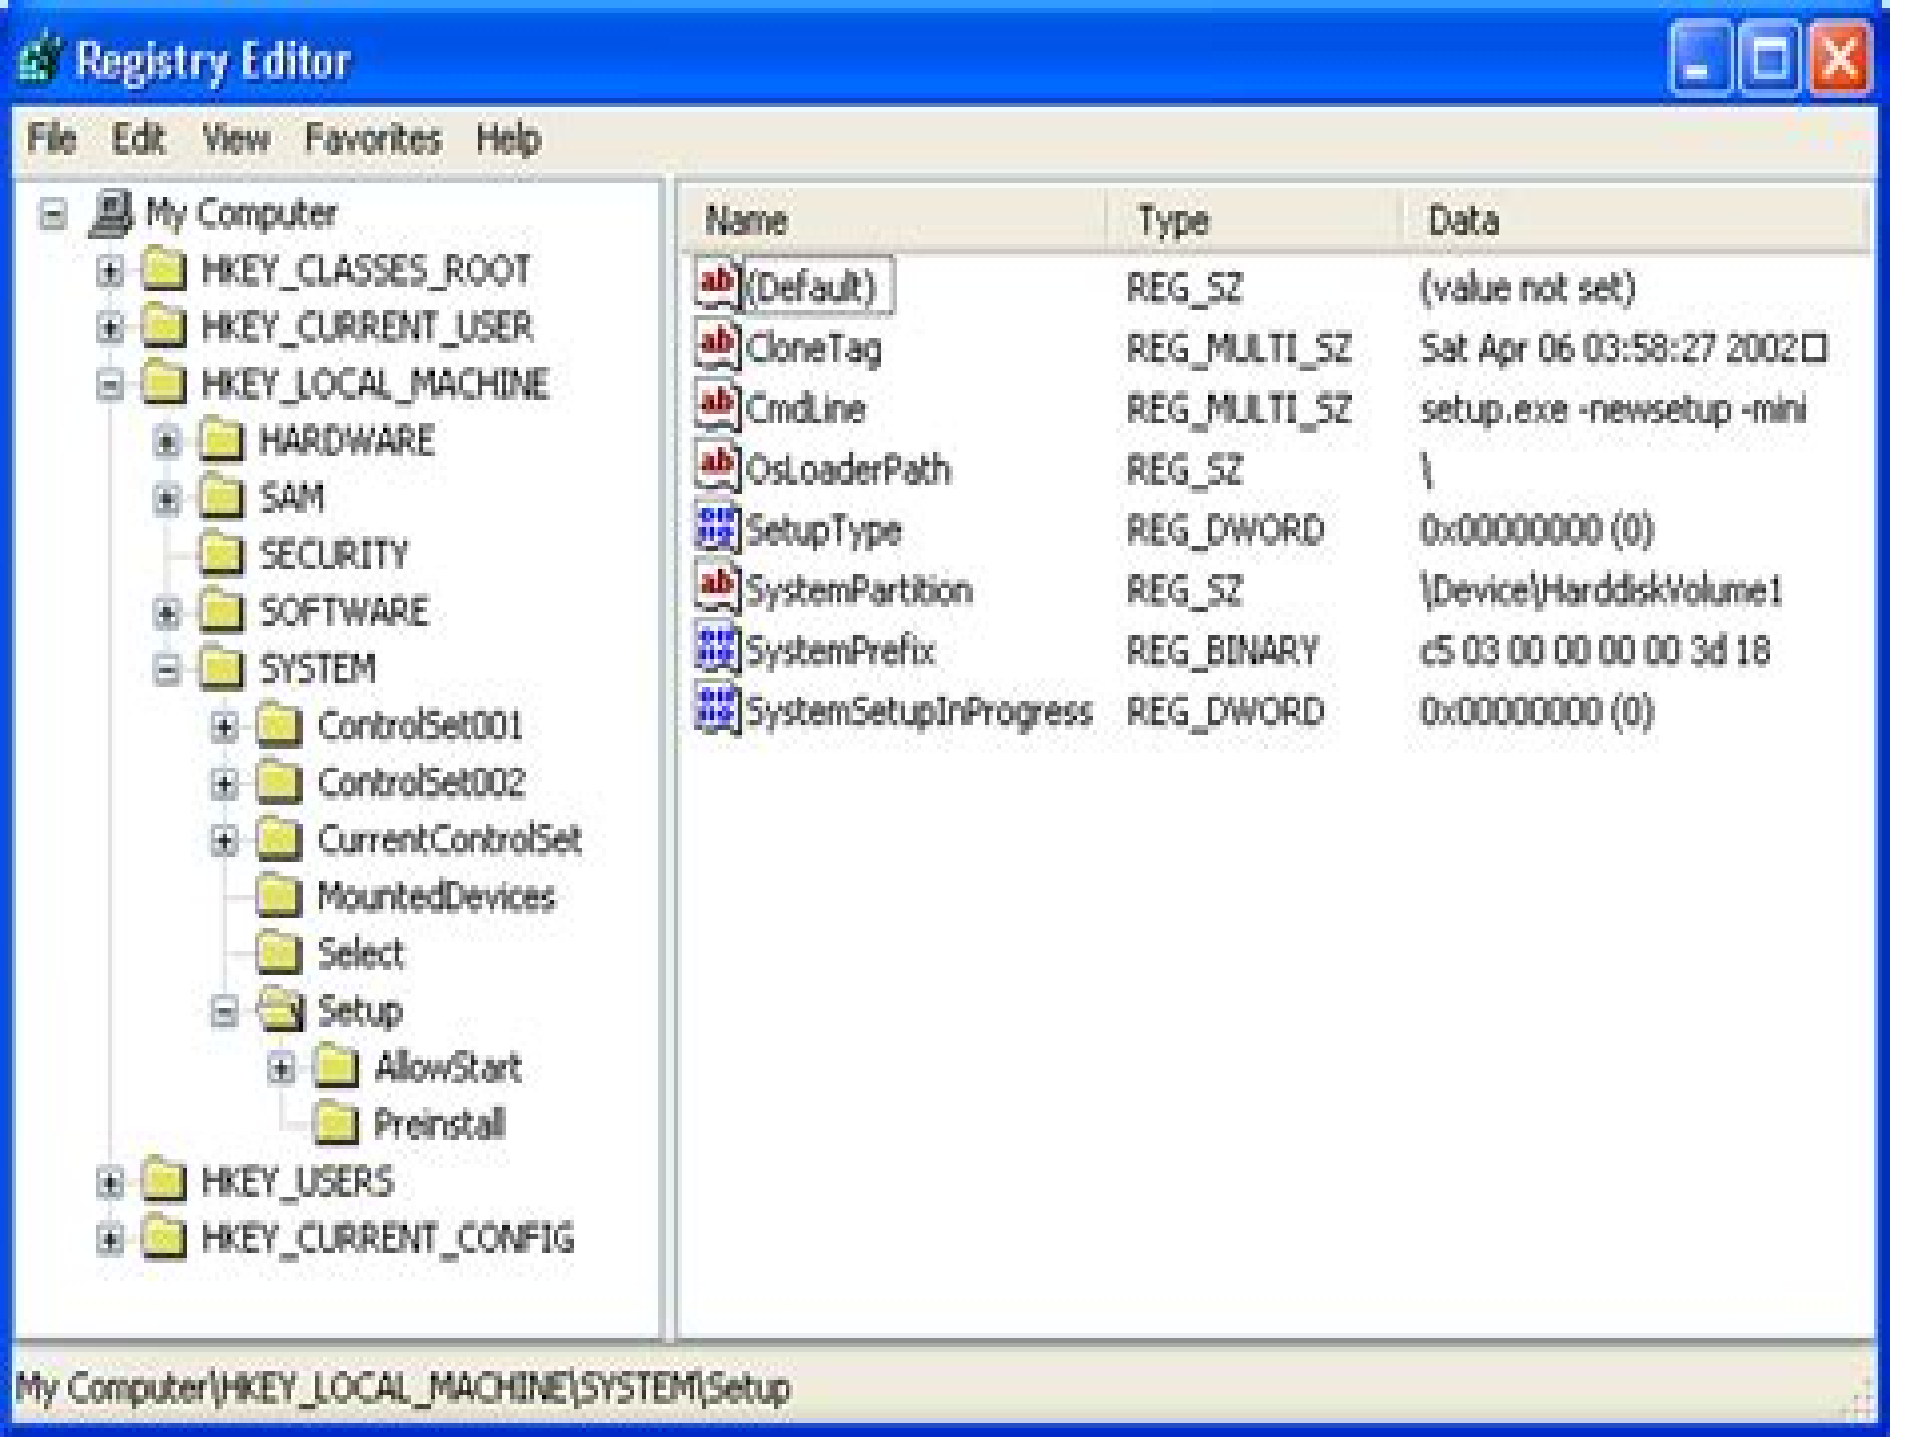 Registry Editor
File Edit View Favorites Help
My Computer
HKEY_CLASSES_ROOT
HKEY_CURRENT_USER
HKEY_LOCAL_MACHINE
HARDWARE
SAM
SECURITY
SOFTWARE
SYSTEM
ControlSet001
ControlSet002
CurrentControlSet
MountedDevices
Select
Setup
AllowStart
Preinstall
HKEY_USERS
HKEY_CURRENT_CONFIG
Name Type Data
(Default) REG_SZ (value not set)
CloneTag REG_MULTI_SZ Sat Apr 06 03:58:27 2002□
CmdLine REG_MULTI_SZ setup.exe -newsetup -mini
OsLoaderPath REG_SZ \
SetupType REG_DWORD 0x00000000 (0)
SystemPartition REG_SZ \Device\HarddiskVolume1
SystemPrefix REG_BINARY c5 03 00 00 00 00 3d 18
SystemSetupInProgress REG_DWORD 0x00000000 (0)
My Computer\HKEY_LOCAL_MACHINE\SYSTEM\Setup